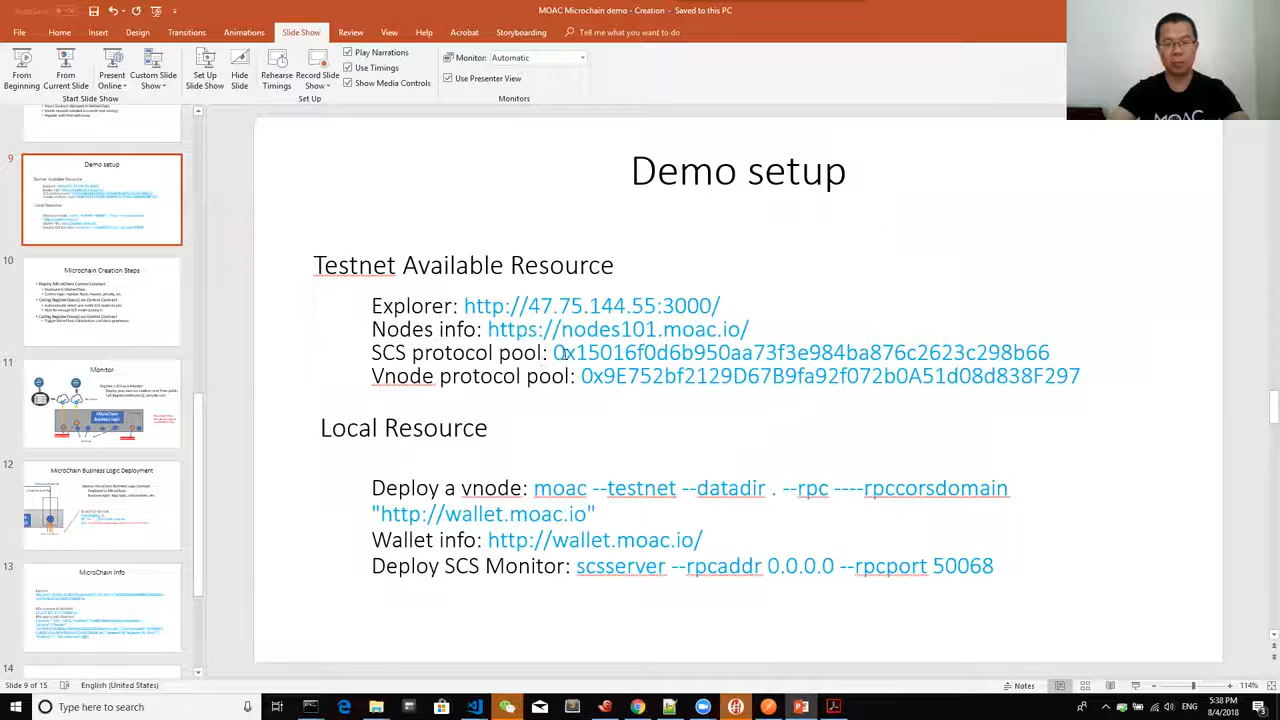 MOAC Microchain demo - Creation - Saved to this PC
File Home Insert Design Transitions Animations Slide Show Review View Help Acrobat Storyboarding Tell me what you want to do
From Beginning
From Current Slide
Present Online
Custom Slide Show
Set Up Slide Show
Hide Slide
Rehearse Timings
Record Slide Show
Play Narrations
Use Timings
Show Media Controls
Monitor: Automatic
Use Presenter View
Start Slide Show
Set Up
Monitors
MOAC
9
Demo setup
10
Microchain Creation Steps
11
Monitor
12
MicroChain Business Logic Deployment
13
MicroChain Info
14
Demo setup
Testnet Available Resource
Explorer: http://47.75.144.55:3000/
Nodes info: https://nodes101.moac.io/
SCS protocol pool: 0x15016f0d6b950aa73f3e984ba876c2623c298b66
Vnode protocol pool: 0x9E752bf2129D67B9fa92f072b0A51d08d838F297
Local Resource
Deploy a vnode: moac --testnet --datadir . --rpc ----rpccorsdomain
"http://wallet.moac.io"
Wallet info: http://wallet.moac.io/
Deploy SCS Monitor: scsserver --rpcaddr 0.0.0.0 --rpcport 50068
Slide 9 of 15 English (United States) Notes 114%
Type here to search
5:38 PM
8/4/2018